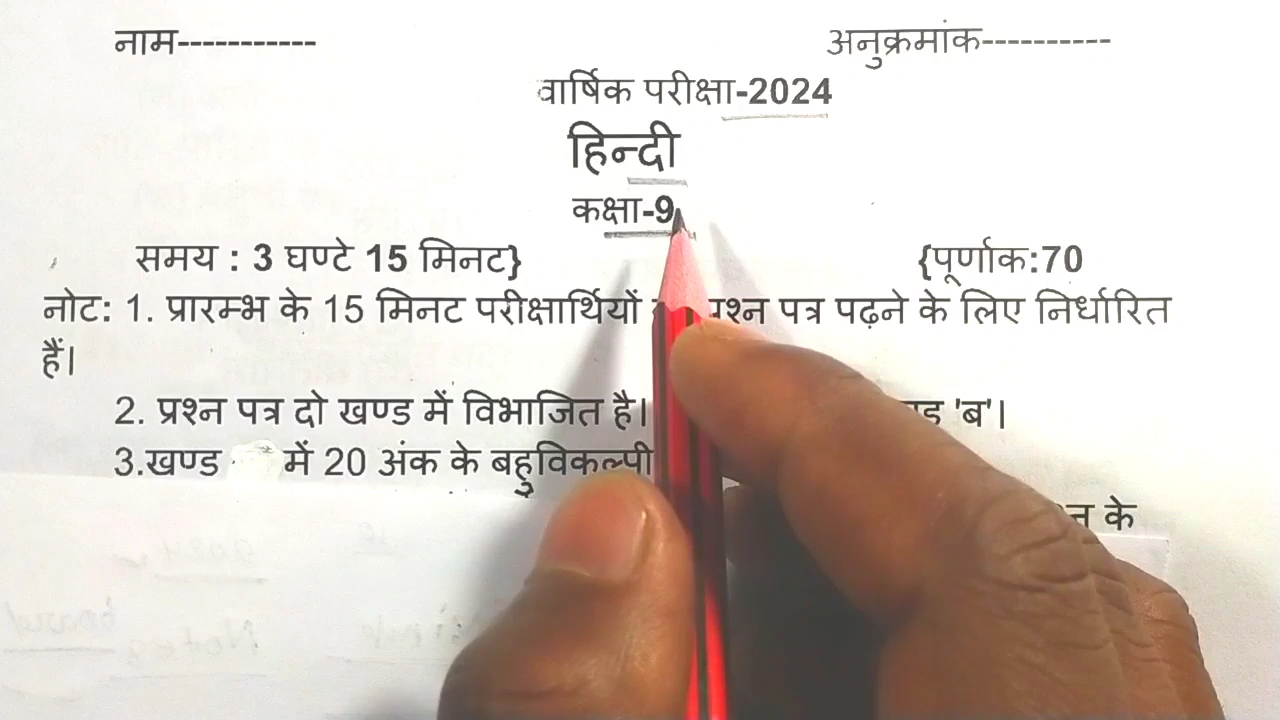 नाम----------- अनुक्रमांक----------
वार्षिक परीक्षा-2024
हिन्दी
कक्षा-9
समय : 3 घण्टे 15 मिनट} {पूर्णाक:70
नोट: 1. प्रारम्भ के 15 मिनट परीक्षार्थियों प्रश्न पत्र पढ़ने के लिए निर्धारित
हैं।
2. प्रश्न पत्र दो खण्ड में विभाजित है। 'ब'।
3.खण्ड में 20 अंक के बहुविकल्पी
के